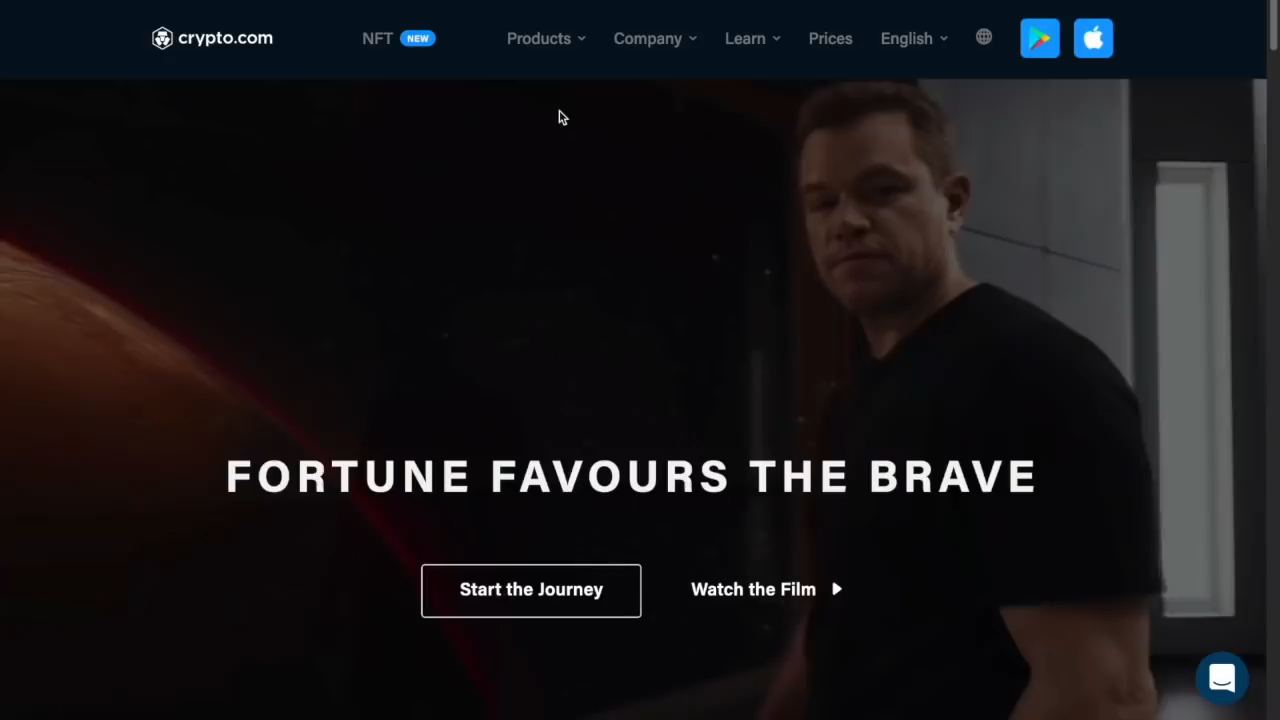 crypto.com NFT NEW Products Company Learn Prices English
FORTUNE FAVOURS THE BRAVE
Start the Journey Watch the Film